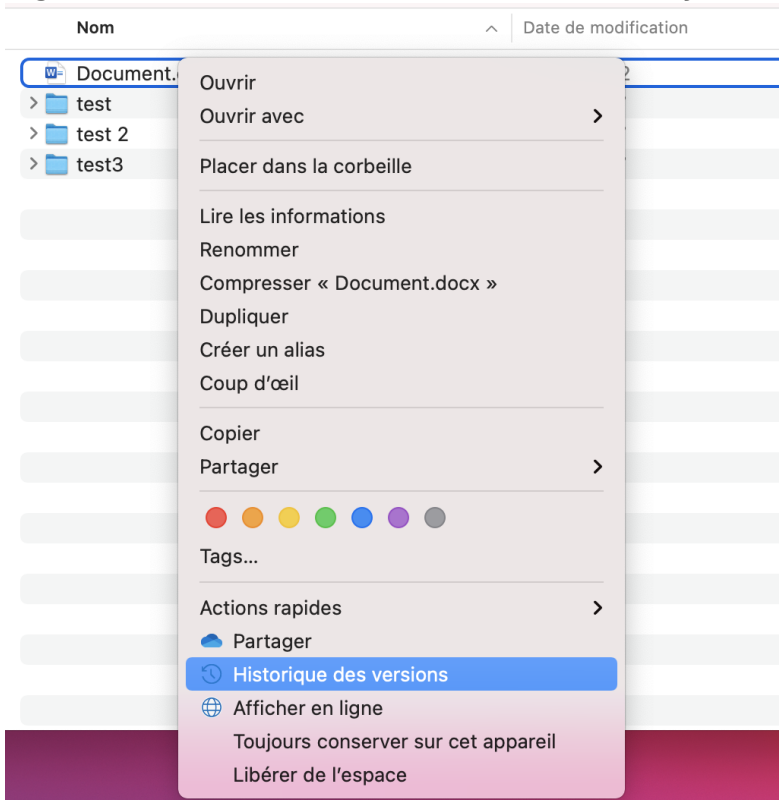 Nom
Date de modification
Document.
Ouvrir
test
Ouvrir avec
test 2
test3
Placer dans la corbeille
Lire les informations
Renommer
Compresser « Document.docx »
Dupliquer
Créer un alias
Coup d’œil
Copier
Partager
Tags...
Actions rapides
Partager
Historique des versions
Afficher en ligne
Toujours conserver sur cet appareil
Libérer de l’espace